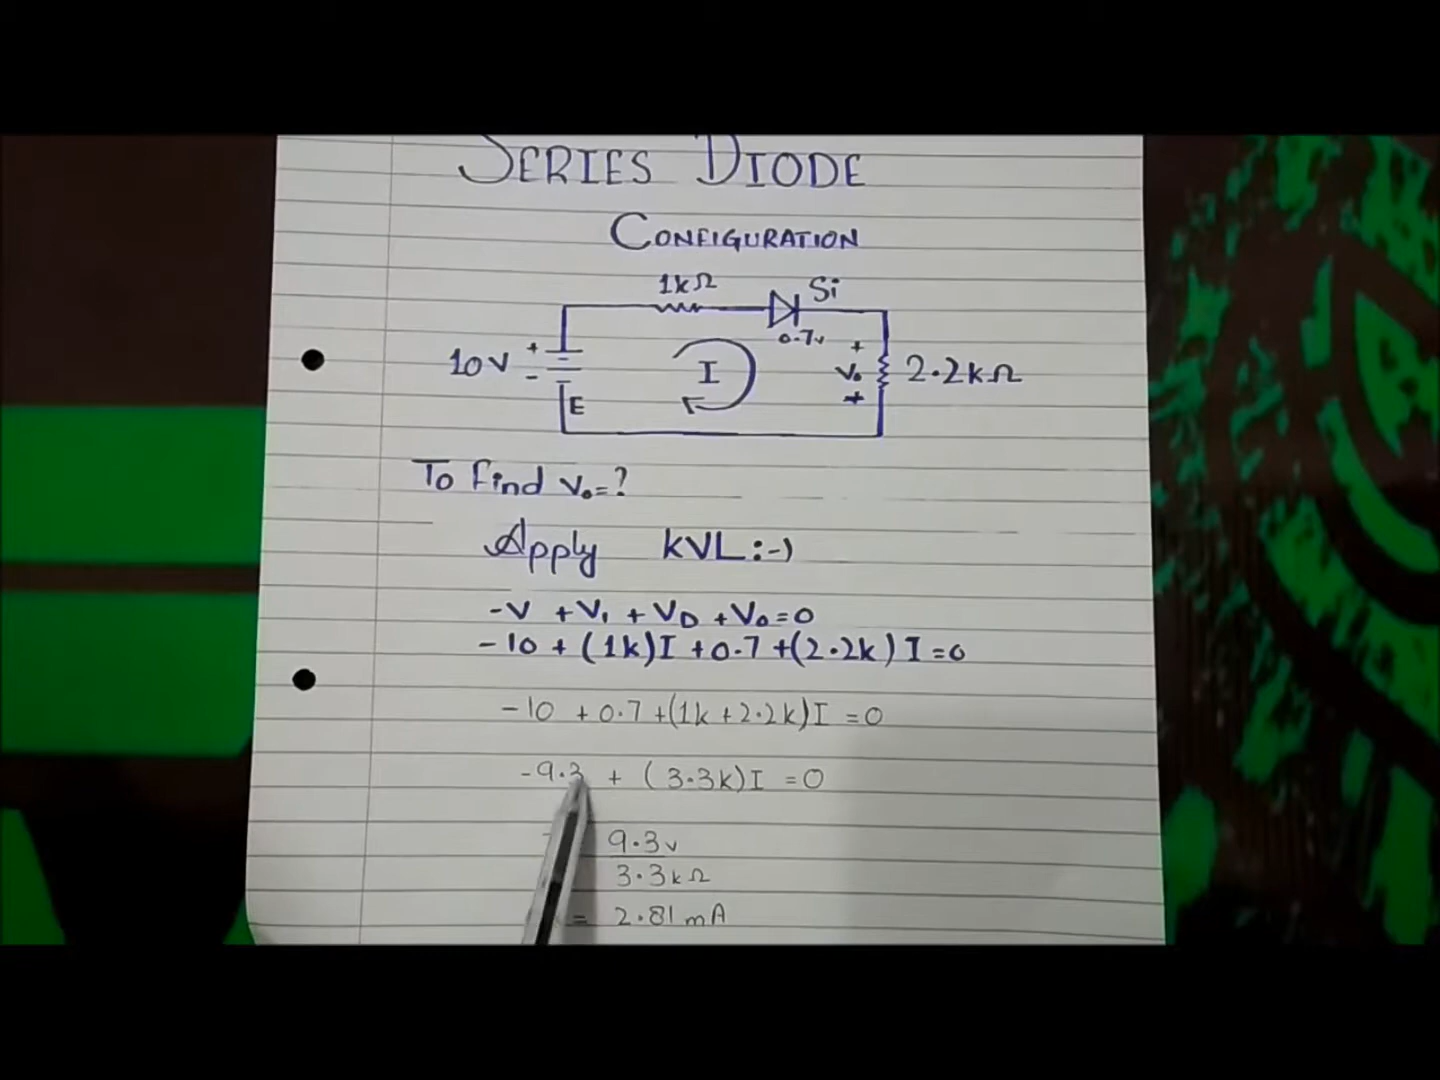 SERIES DIODE
CONFIGURATION
1kΩ
Si
0.7v
10V
+
-
E
I
+
Vo
+
2.2kΩ
To Find Vo=?
Apply KVL:-)
-V +V1 + VD +Vo=0
-10 + (1k)I +0.7 +(2.2k) I =0
-10 +0.7 +(1k +2.2k)I =0
-9.3 + (3.3k)I =0
9.3v
3.3kΩ
= 2.81mA